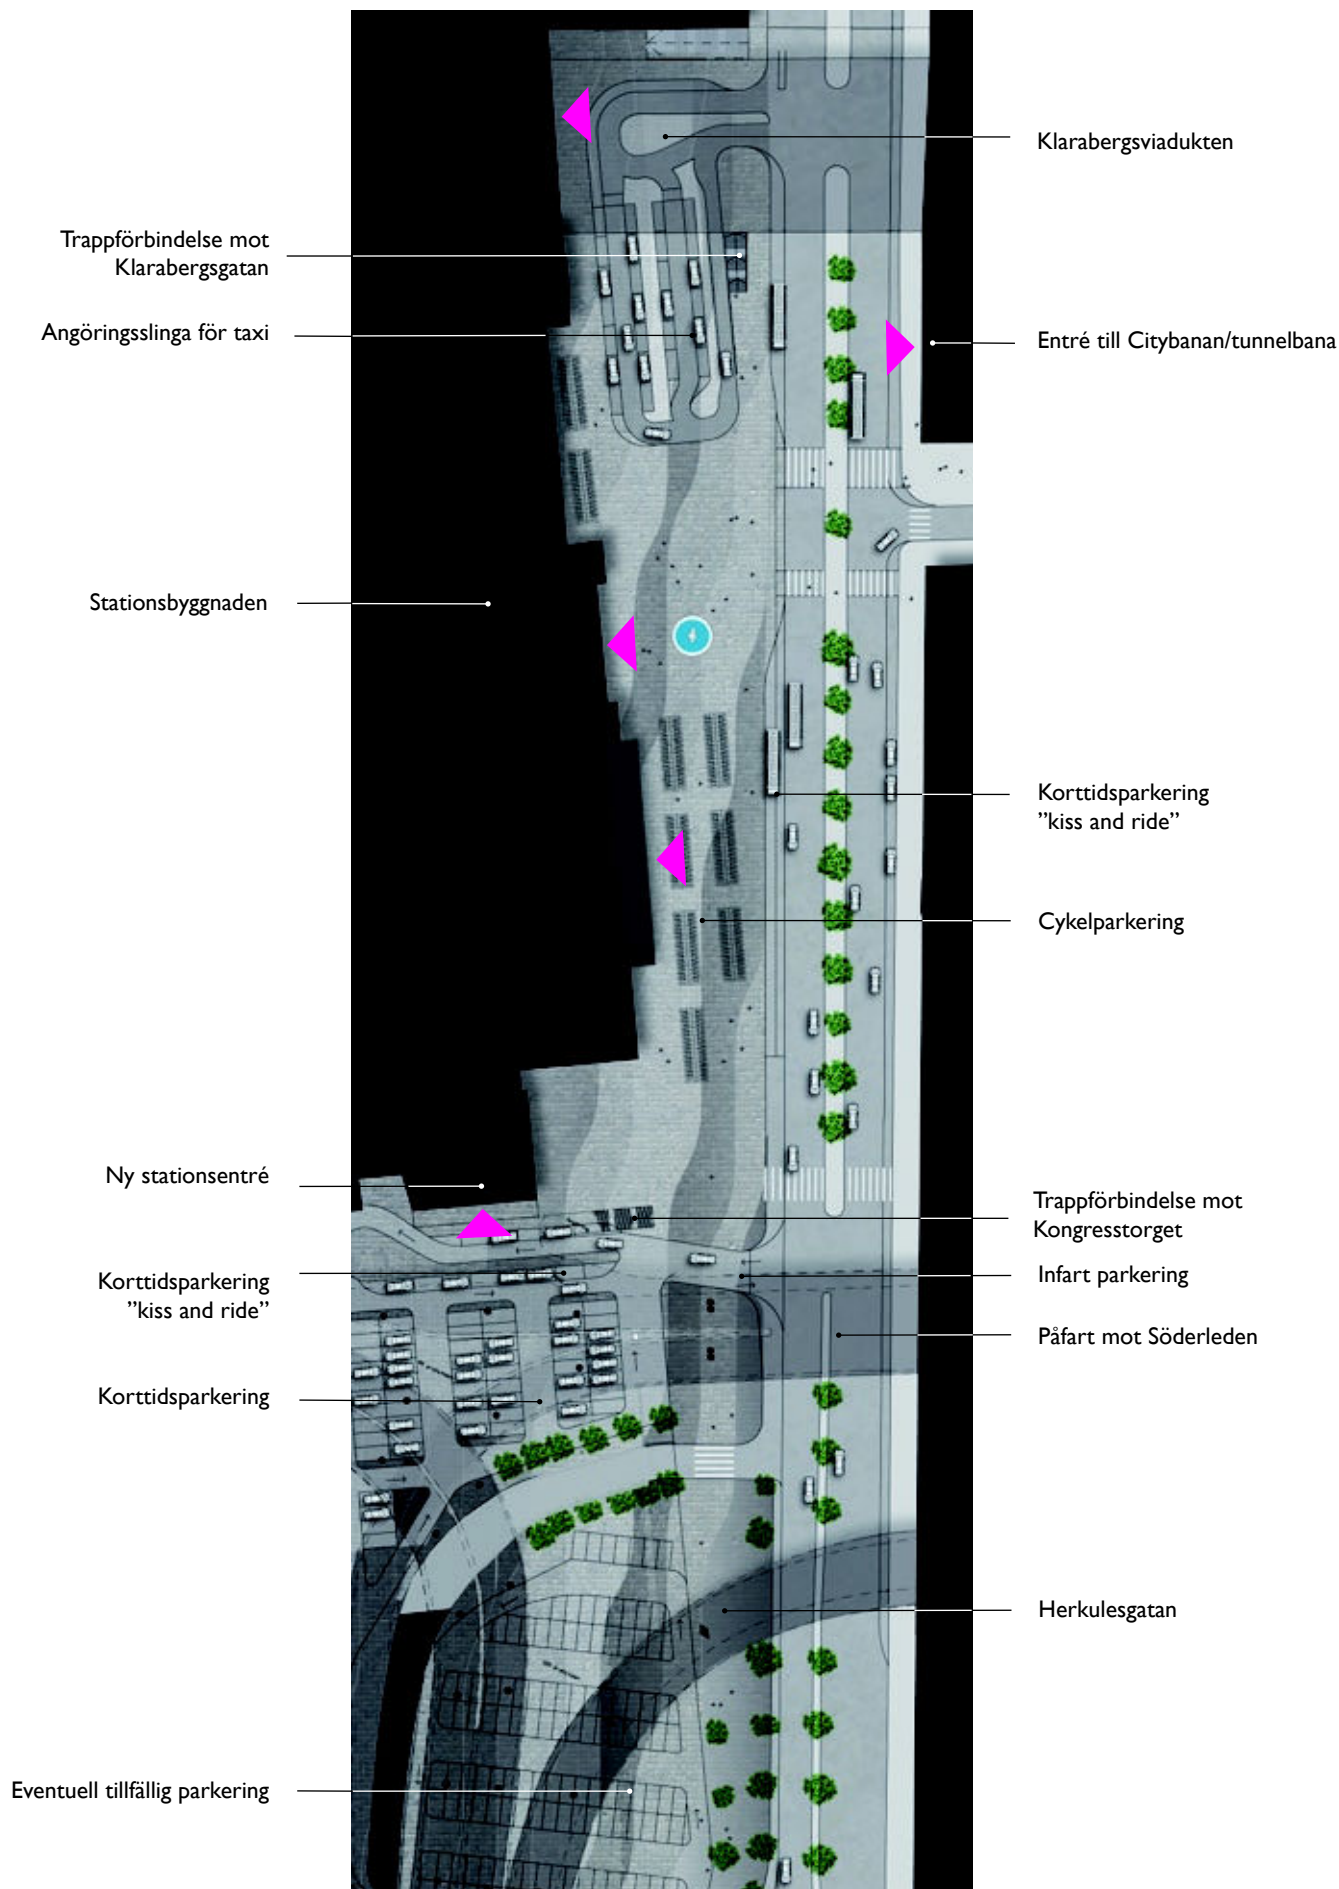 Klarabergsviadukten
Trappförbindelse mot
Klarabergsgatan
Angöringsslinga för taxi
Entré till Citybanan/tunnelbana
Stationsbyggnaden
Korttidsparkering
”kiss and ride”
Cykelparkering
Ny stationsentré
Trappförbindelse mot
Kongresstorget
Korttidsparkering
”kiss and ride”
Infart parkering
Påfart mot Söderleden
Korttidsparkering
Herkulesgatan
Eventuell tillfällig parkering